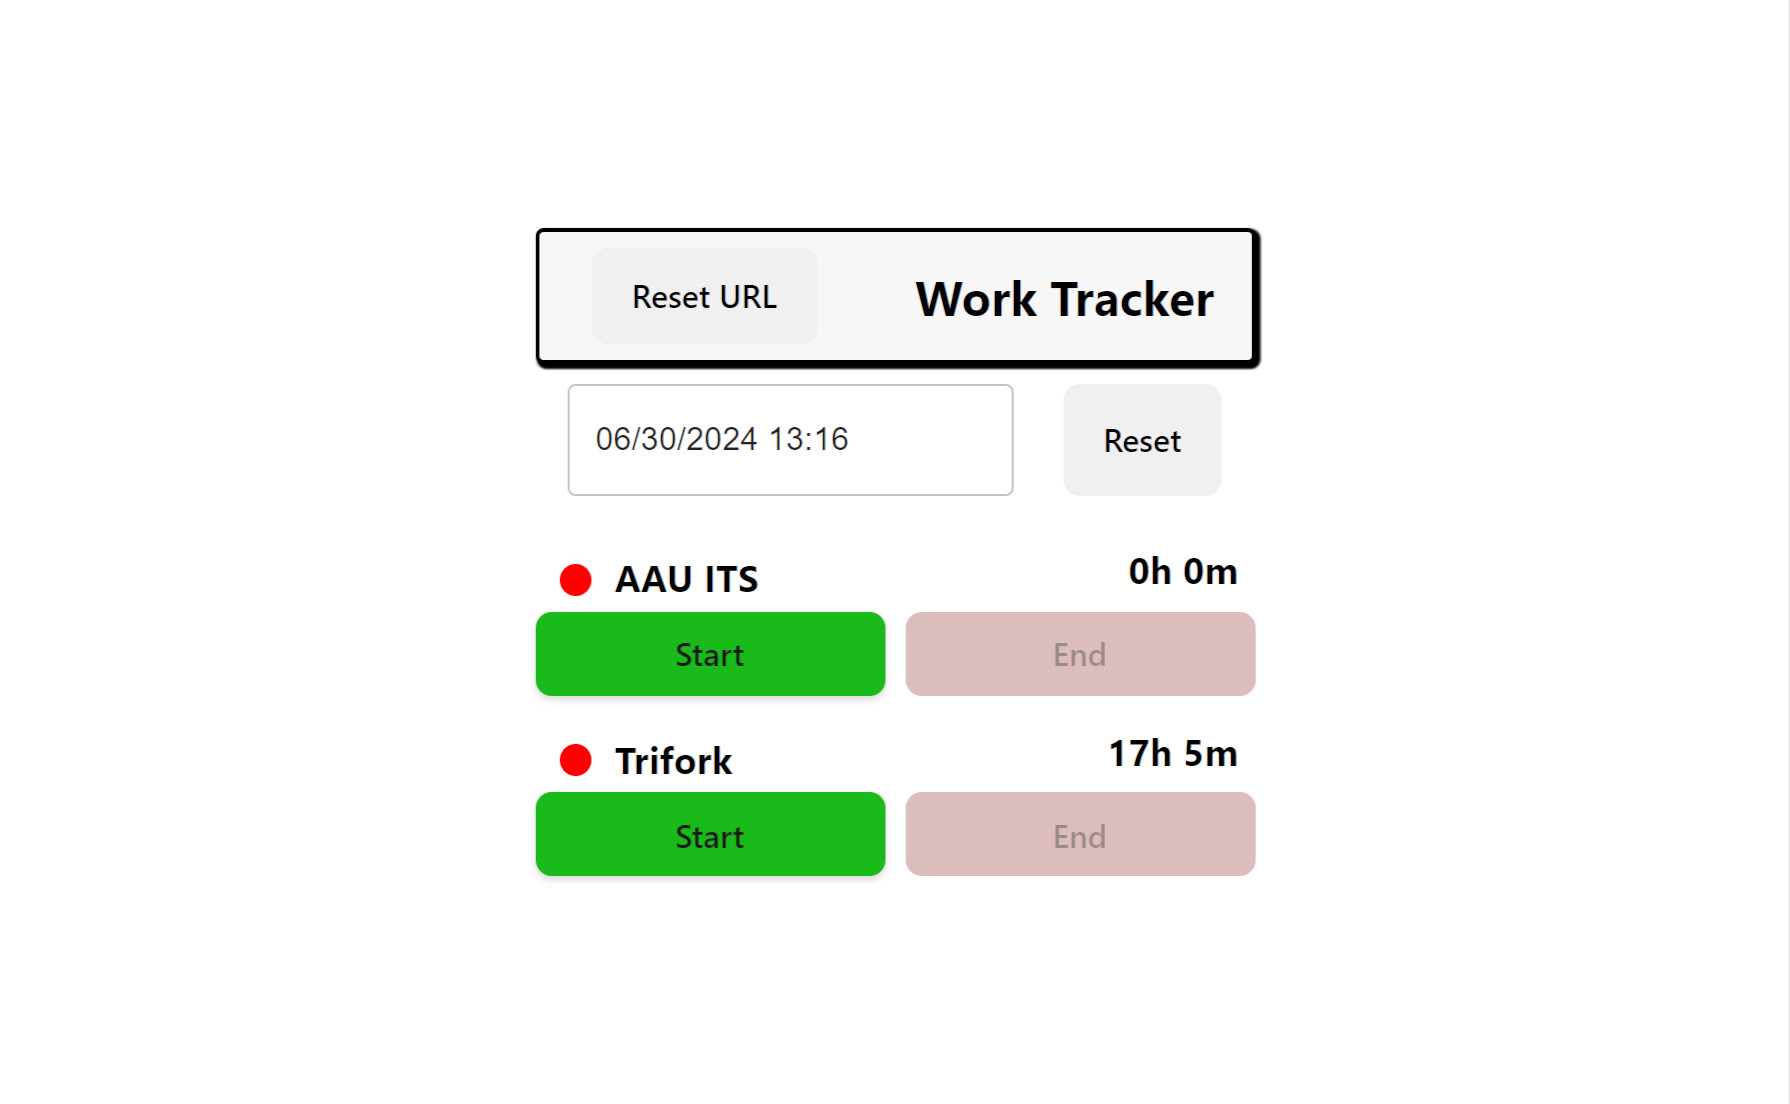 Reset URL Work Tracker
06/30/2024 13:16 Reset
AAU ITS 0h 0m
Start End
Trifork 17h 5m
Start End